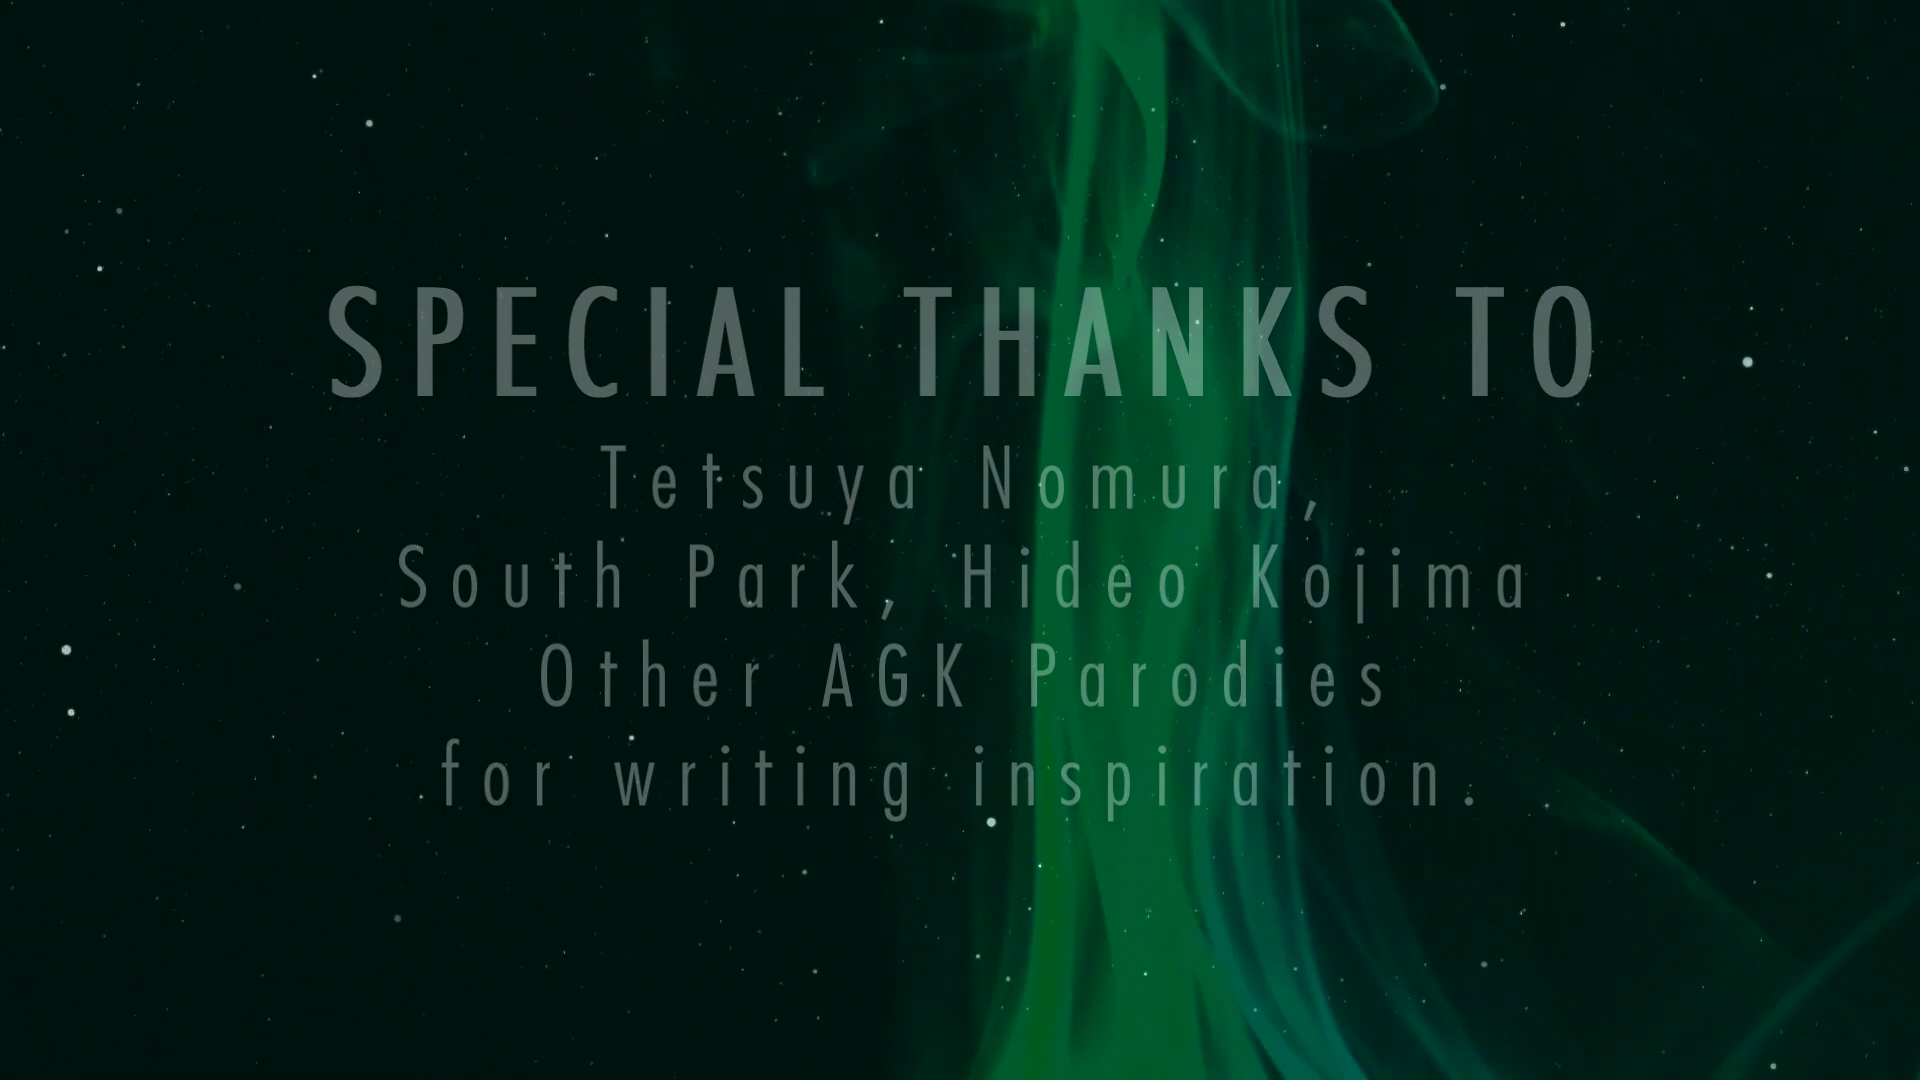 SPECIAL THANKS TO
Tetsuya Nomura,
South Park, Hideo Kojima
Other AGK Parodies
for writing inspiration.